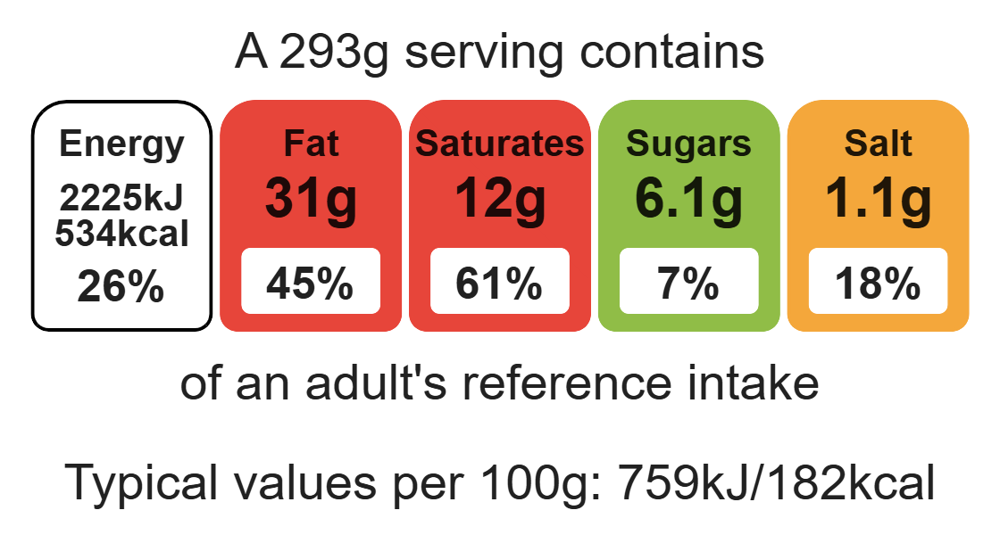 A 293g serving contains
Energy Fat Saturates Sugars Salt
2225kJ 31g 12g 6.1g 1.1g
534kcal
26% 45% 61% 7% 18%
of an adult's reference intake
Typical values per 100g: 759kJ/182kcal